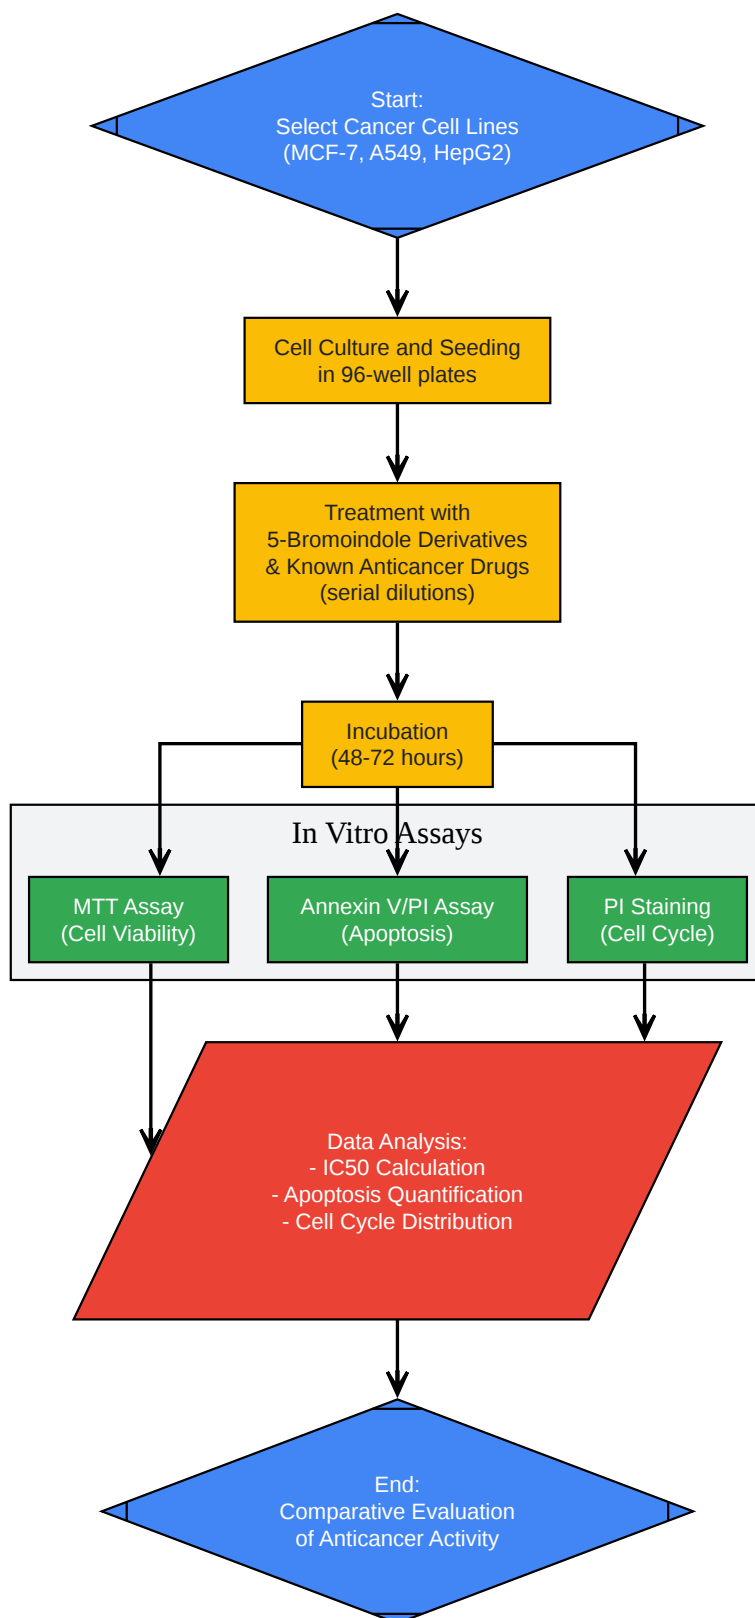 Start:
Select Cancer Cell Lines
(MCF-7, A549, HepG2)
Cell Culture and Seeding
in 96-well plates
Treatment with
5-Bromoindole Derivatives
& Known Anticancer Drugs
(serial dilutions)
Incubation
(48-72 hours)
In Vitro Assays
MTT Assay
(Cell Viability)
Annexin V/PI Assay
(Apoptosis)
PI Staining
(Cell Cycle)
Data Analysis:
- IC50 Calculation
- Apoptosis Quantification
- Cell Cycle Distribution
End:
Comparative Evaluation
of Anticancer Activity